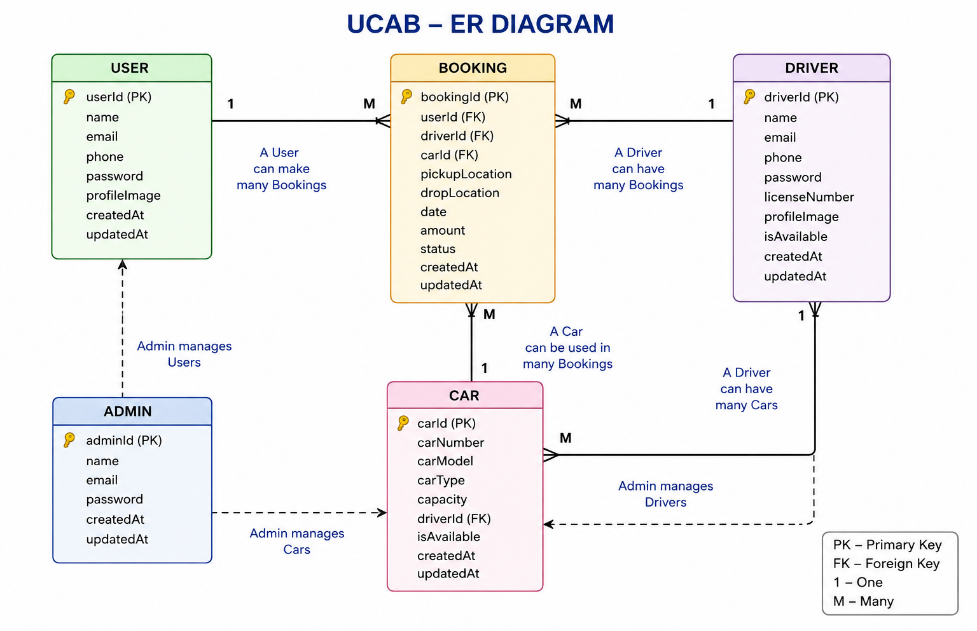 UCAB – ER DIAGRAM
USER
userId (PK)
name
email
phone
password
profileImage
createdAt
updatedAt
1
M
A User
can make
many Bookings
BOOKING
bookingId (PK)
userId (FK)
driverId (FK)
carId (FK)
pickupLocation
dropLocation
date
amount
status
createdAt
updatedAt
M
1
A Driver
can have
many Bookings
DRIVER
driverId (PK)
name
email
phone
password
licenseNumber
profileImage
isAvailable
createdAt
updatedAt
Admin manages
Users
M
1
A Car
can be used in
many Bookings
1
M
A Driver
can have
many Cars
ADMIN
adminId (PK)
name
email
password
createdAt
updatedAt
Admin manages
Cars
CAR
carId (PK)
carNumber
carModel
carType
capacity
driverId (FK)
isAvailable
createdAt
updatedAt
Admin manages
Drivers
PK – Primary Key
FK – Foreign Key
1 – One
M – Many